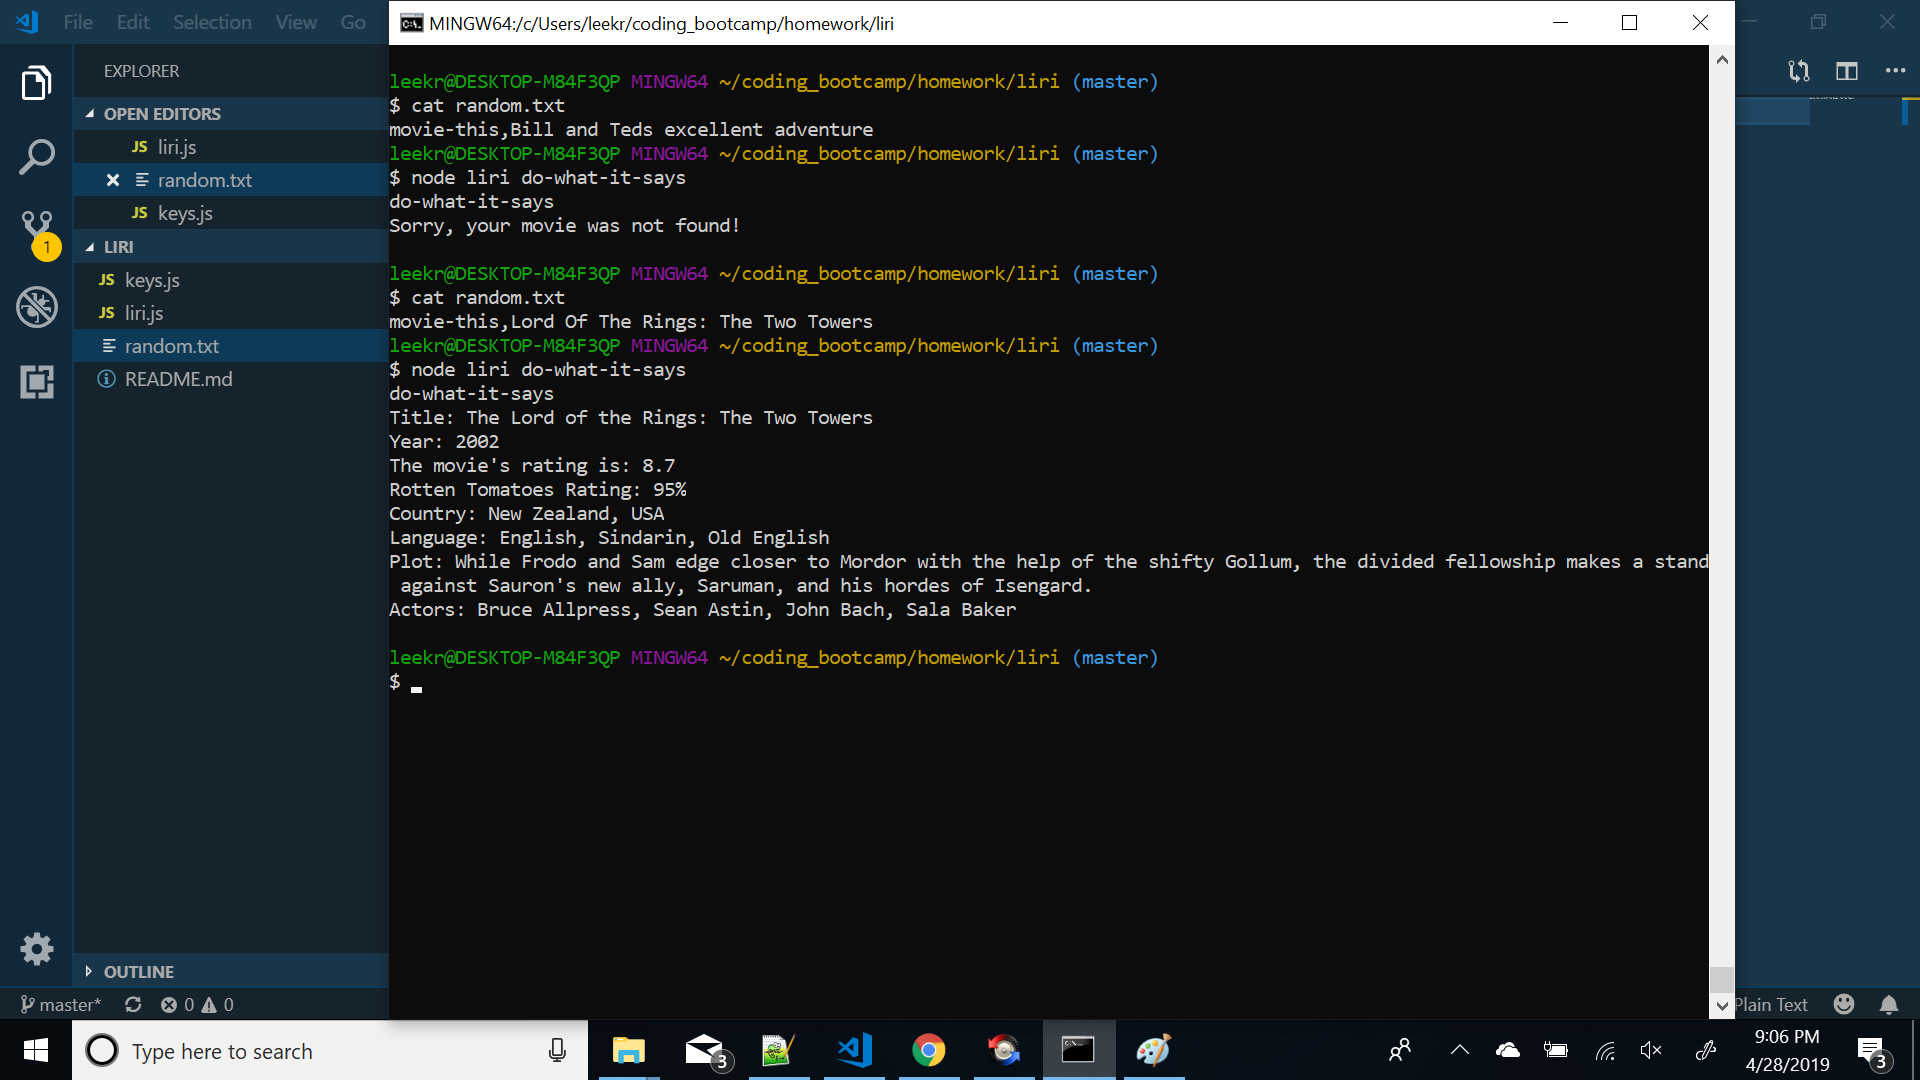 File Edit Selection View Go
MINGW64:/c/Users/leekr/coding_bootcamp/homework/liri
EXPLORER
OPEN EDITORS
JS liri.js
random.txt
JS keys.js
1
LIRI
JS keys.js
JS liri.js
random.txt
README.md
OUTLINE
master* 0 0
leekr@DESKTOP-M84F3QP MINGW64 ~/coding_bootcamp/homework/liri (master)
$ cat random.txt
movie-this,Bill and Teds excellent adventure
leekr@DESKTOP-M84F3QP MINGW64 ~/coding_bootcamp/homework/liri (master)
$ node liri do-what-it-says
do-what-it-says
Sorry, your movie was not found!
leekr@DESKTOP-M84F3QP MINGW64 ~/coding_bootcamp/homework/liri (master)
$ cat random.txt
movie-this,Lord Of The Rings: The Two Towers
leekr@DESKTOP-M84F3QP MINGW64 ~/coding_bootcamp/homework/liri (master)
$ node liri do-what-it-says
do-what-it-says
Title: The Lord of the Rings: The Two Towers
Year: 2002
The movie's rating is: 8.7
Rotten Tomatoes Rating: 95%
Country: New Zealand, USA
Language: English, Sindarin, Old English
Plot: While Frodo and Sam edge closer to Mordor with the help of the shifty Gollum, the divided fellowship makes a stand
against Sauron's new ally, Saruman, and his hordes of Isengard.
Actors: Bruce Allpress, Sean Astin, John Bach, Sala Baker
leekr@DESKTOP-M84F3QP MINGW64 ~/coding_bootcamp/homework/liri (master)
$
Plain Text
Type here to search
3
9:06 PM
4/28/2019
3